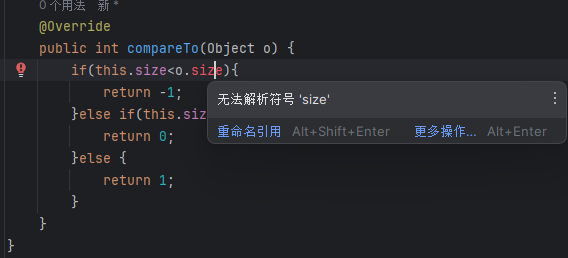 0 个用法 新 *
@Override
public int compareTo(Object o) {
if(this.size<o.size){
return -1;
}else if(this.siz
return 0;
}else {
return 1;
}
}
}
无法解析符号 'size'
重命名引用 Alt+Shift+Enter 更多操作... Alt+Enter